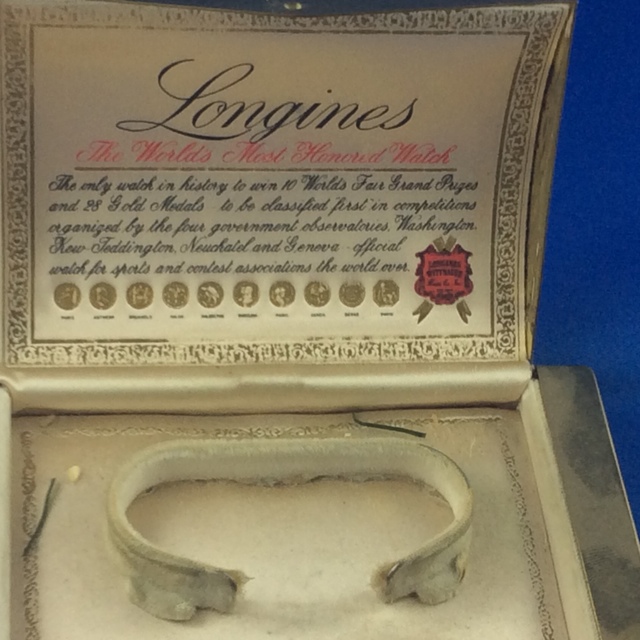 Longines
The World's Most Honored Watch
The only watch in history to win 10 World's Fair Grand Prizes
and 28 Gold Medals to be classified first in competitions
organized by the four government observatories, Washington,
Kew-Teddington, Neuchatel and Geneva - official
watch for sports and contest associations the world over.
LONGINES
WITTNAUER